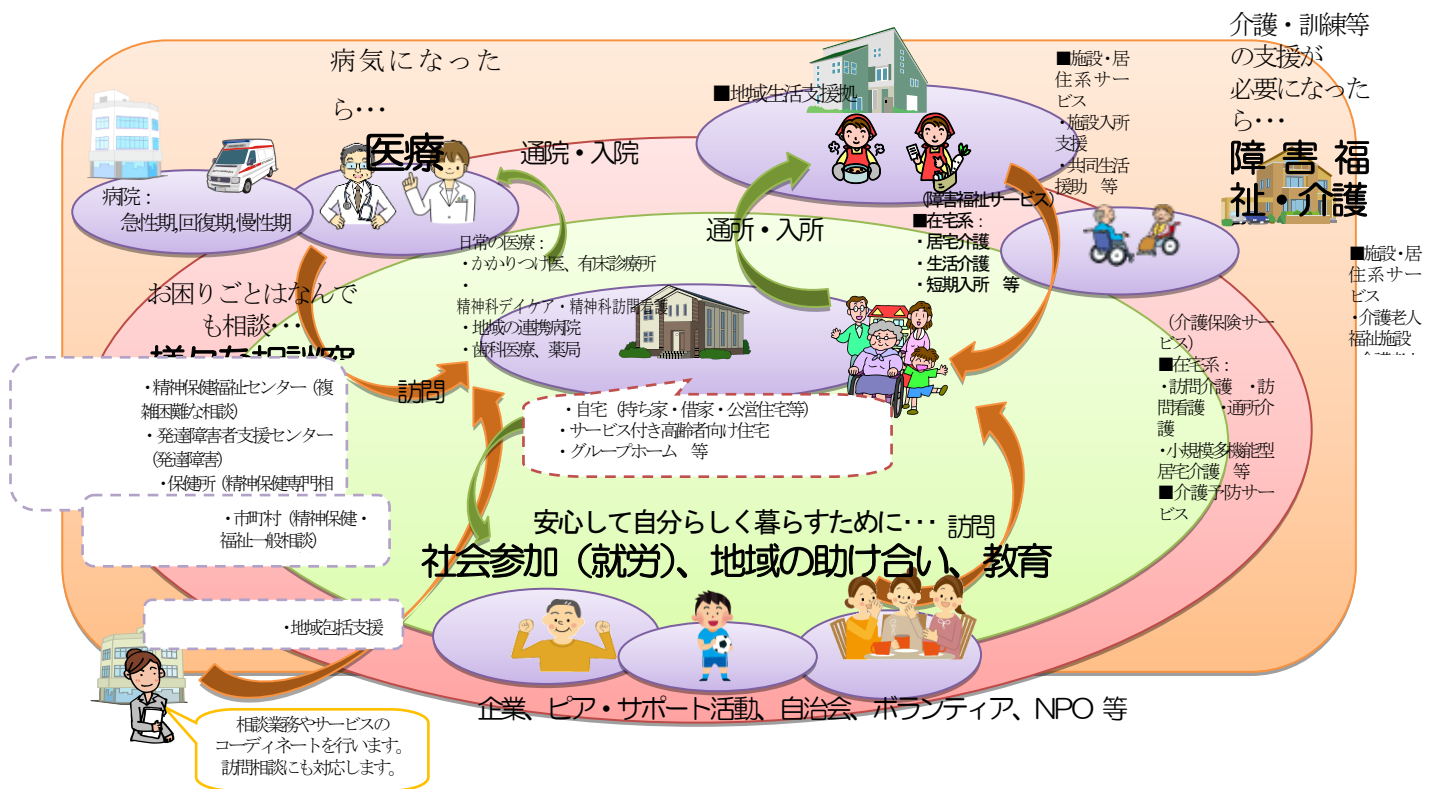 病気になった
ら･･･
医療
通院・入院
病院：
急性期,回復期,慢性期
日常の医療：
・かかりつけ医、有床診療所
・
精神科デイケア・精神科訪問看護
・地域の連携病院
・歯科医療、薬局
■地域生活支援拠
通所・入所
■施設・居
住系サー
ビス
・施設入所
支援
・共同生活
援助　等
(障害福祉サービス)
■在宅系：
・居宅介護
・生活介護
・短期入所　等
介護・訓練等
の支援が
必要になった
ら･･･
障害福
祉・介護
■施設・居
住系サー
ビス
・介護老人
福祉施設
(介護保険サー
ビス)
■在宅系：
・訪問介護　・訪
問看護　・通所介
護
・小規模多機能型
居宅介護　等
■介護予防サー
ビス
お困りごとはなんで
も相談･･･
・精神保健福祉センター（複
雑困難な相談）
・発達障害者支援センター
（発達障害）
・保健所（精神保健専門相
・市町村（精神保健・
福祉一般相談）
・地域包括支援
訪問
・自宅（持ち家・借家・公営住宅等）
・サービス付き高齢者向け住宅
・グループホーム　等
安心して自分らしく暮らすために･･･
訪問
社会参加（就労）、地域の助け合い、教育
企業、ピア・サポート活動、自治会、ボランティア、NPO 等
相談業務やサービスの
コーディネートを行います。
訪問相談にも対応します。